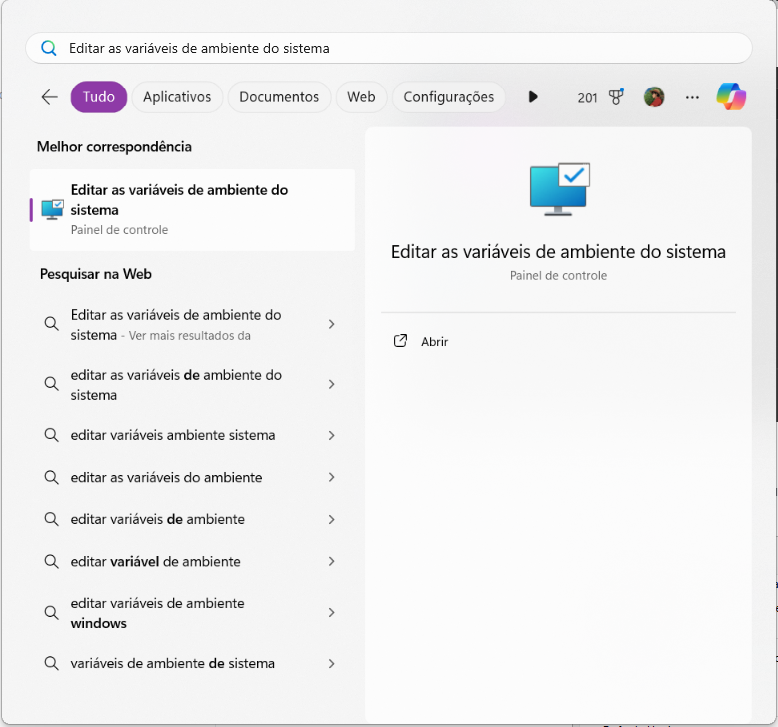 Editar as variáveis de ambiente do sistema
Tudo
Aplicativos
Documentos
Web
Configurações
201
Melhor correspondência
Editar as variáveis de ambiente do
sistema
Painel de controle
Pesquisar na Web
Editar as variáveis de ambiente do
sistema - Ver mais resultados da
editar as variáveis de ambiente do
sistema
editar variáveis ambiente sistema
editar as variáveis do ambiente
editar variáveis de ambiente
editar variável de ambiente
editar variáveis de ambiente
windows
variáveis de ambiente de sistema
Editar as variáveis de ambiente do sistema
Painel de controle
Abrir